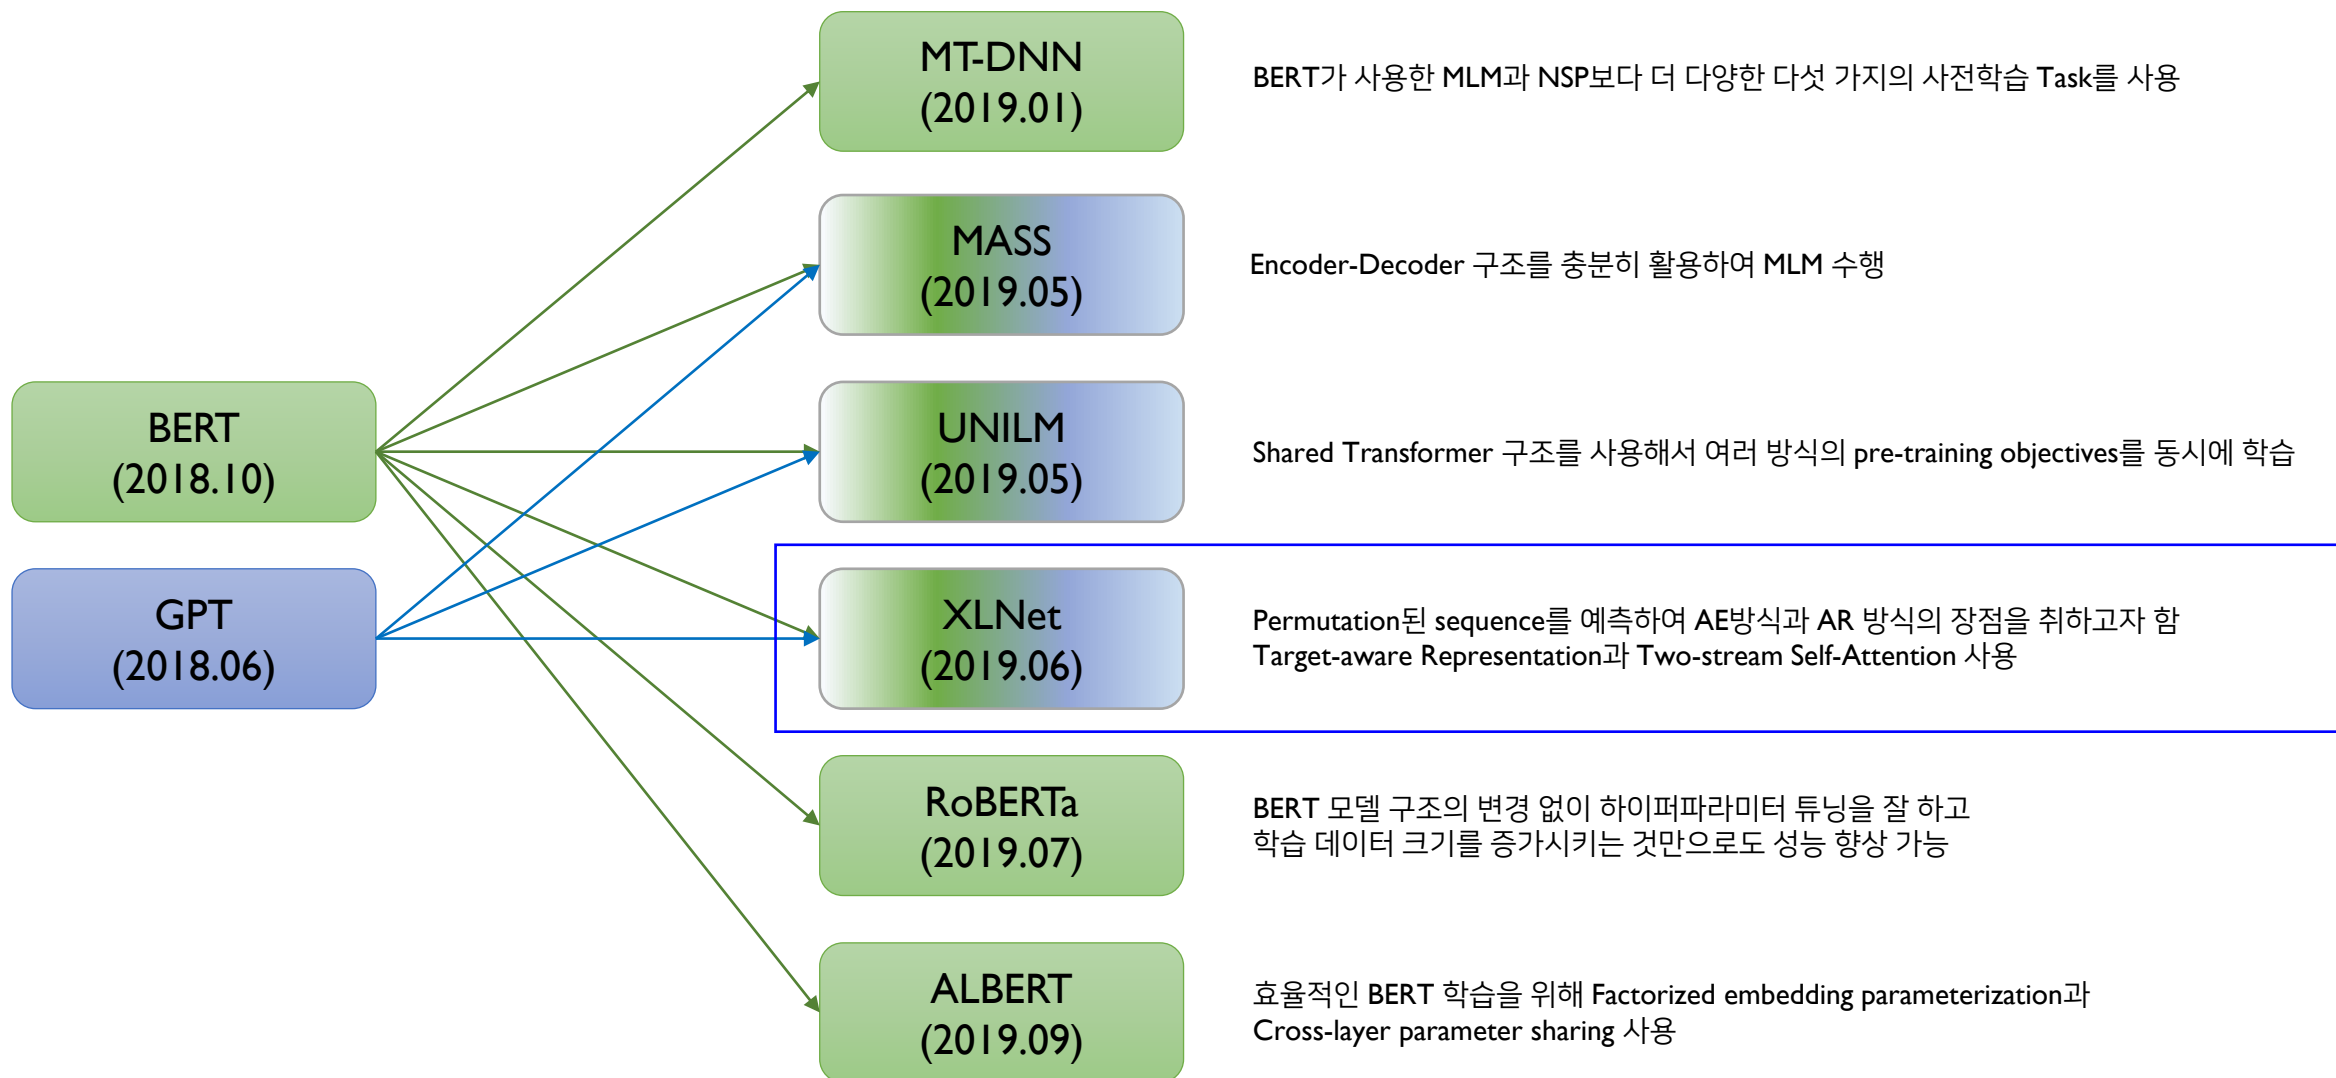 MT-DNN
(2019.01)
BERT가 사용한 MLM과 NSP보다 더 다양한 다섯 가지의 사전학습 Task를 사용
MASS
(2019.05)
Encoder-Decoder 구조를 충분히 활용하여 MLM 수행
BERT
(2018.10)
UNILM
(2019.05)
Shared Transformer 구조를 사용해서 여러 방식의 pre-training objectives를 동시에 학습
GPT
(2018.06)
XLNet
(2019.06)
Permutation된 sequence를 예측하여 AE방식과 AR 방식의 장점을 취하고자 함
Target-aware Representation과 Two-stream Self-Attention 사용
RoBERTa
(2019.07)
BERT 모델 구조의 변경 없이 하이퍼파라미터 튜닝을 잘 하고
학습 데이터 크기를 증가시키는 것만으로도 성능 향상 가능
ALBERT
(2019.09)
효율적인 BERT 학습을 위해 Factorized embedding parameterization과
Cross-layer parameter sharing 사용